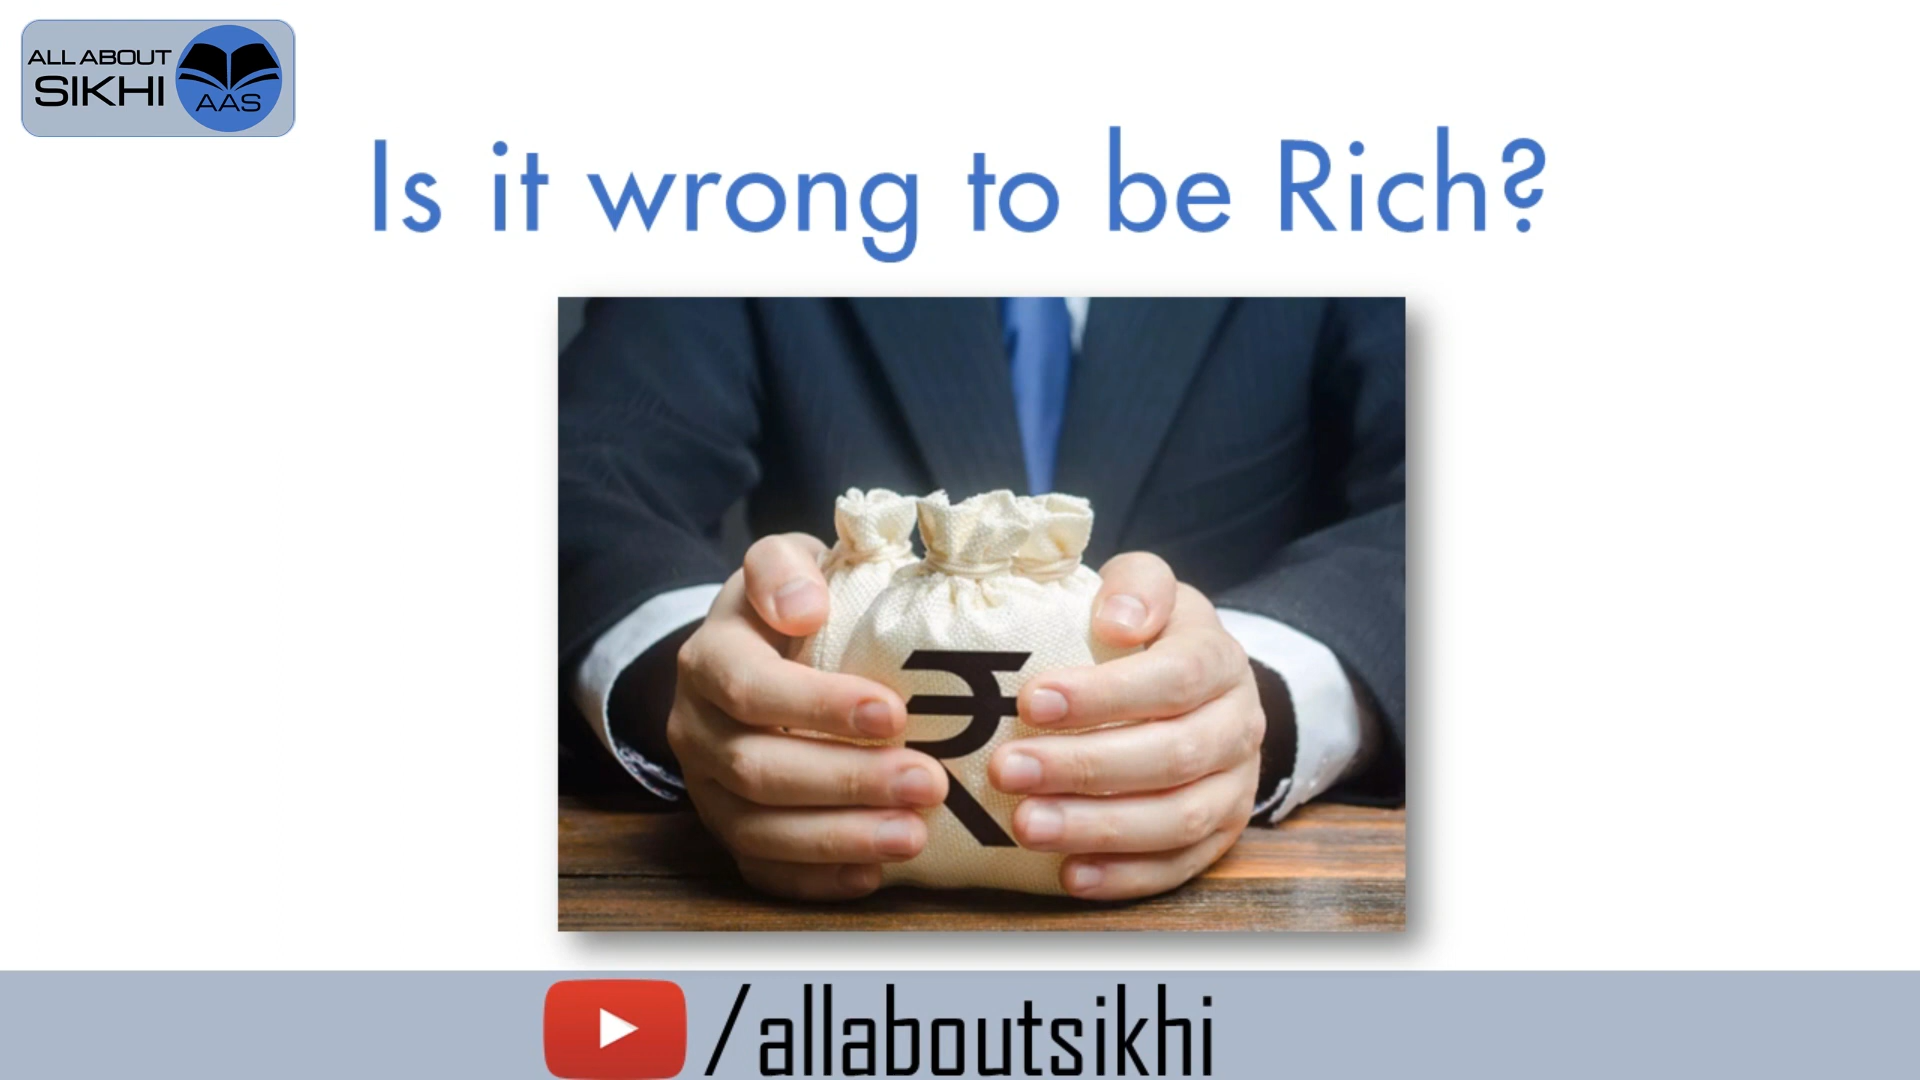 ALL ABOUT
SIKHI
AAS
Is it wrong to be Rich?
₹
/allaboutsikhi